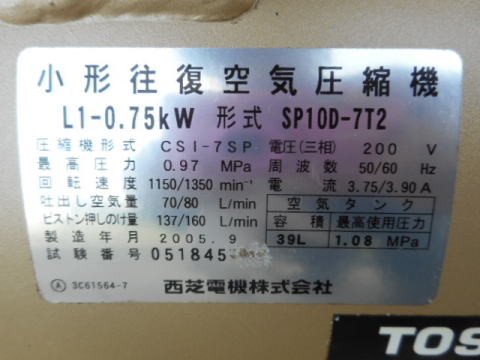 小形往復空気圧縮機
L1-0.75kW 形式 SP10D-7T2
圧縮機形式 CSI-7SP 電圧(三相) 200 V
最高圧力 0.97 MPa 周波数 50/60 Hz
回転速度 1150/1350 min⁻¹ 電流 3.75/3.90 A
吐出し空気量 70/80 L/min 空気タンク
ピストン押しのけ量 137/160 L/min 容積 最高使用圧力
製造年月 2005.9 39L 1.08 MPa
試験番号 051845
Ⓐ 3C61564-7 西芝電機株式会社
TOS